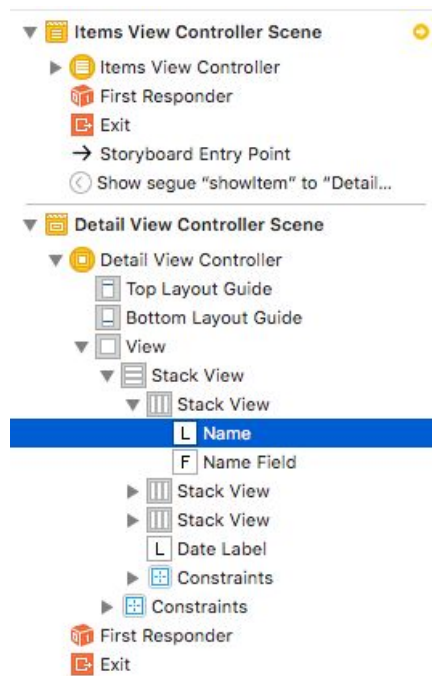 Items View Controller Scene
Items View Controller
First Responder
Exit
Storyboard Entry Point
Show segue "showItem" to "Detail...
Detail View Controller Scene
Detail View Controller
Top Layout Guide
Bottom Layout Guide
View
Stack View
Stack View
L Name
F Name Field
Stack View
Stack View
L Date Label
Constraints
Constraints
First Responder
Exit